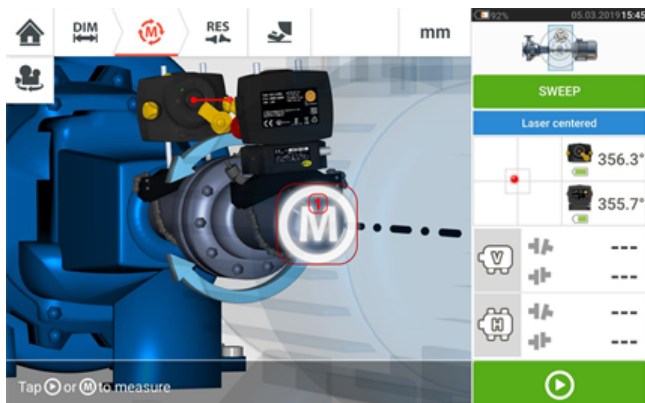 92%
05.03.2019 15:45
DIM
M
RES
mm
SWEEP
Laser centered
356.3°
355.7°
1
M
V
---
---
H
---
---
Tap or M to measure